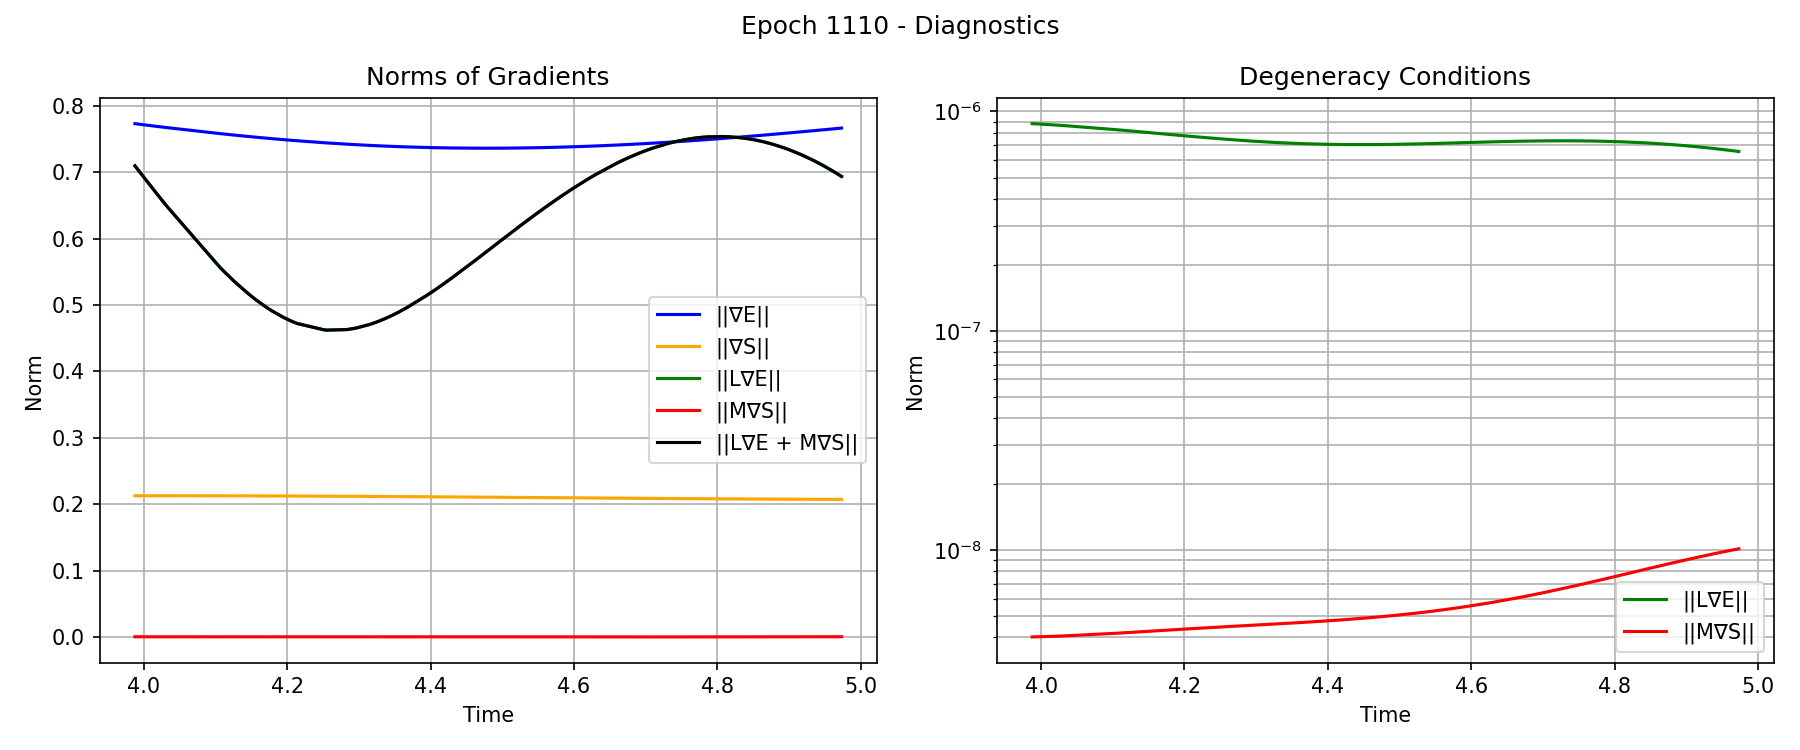 Epoch 1110 - Diagnostics
Norms of Gradients
Norm
0.8
0.7
0.6
0.5
0.4
0.3
0.2
0.1
0.0
||∇E||
||∇S||
||L∇E||
||M∇S||
||L∇E + M∇S||
4.0 4.2 4.4 4.6 4.8 5.0
Time
Degeneracy Conditions
Norm
10⁻⁶
10⁻⁷
10⁻⁸
||L∇E||
||M∇S||
4.0 4.2 4.4 4.6 4.8 5.0
Time